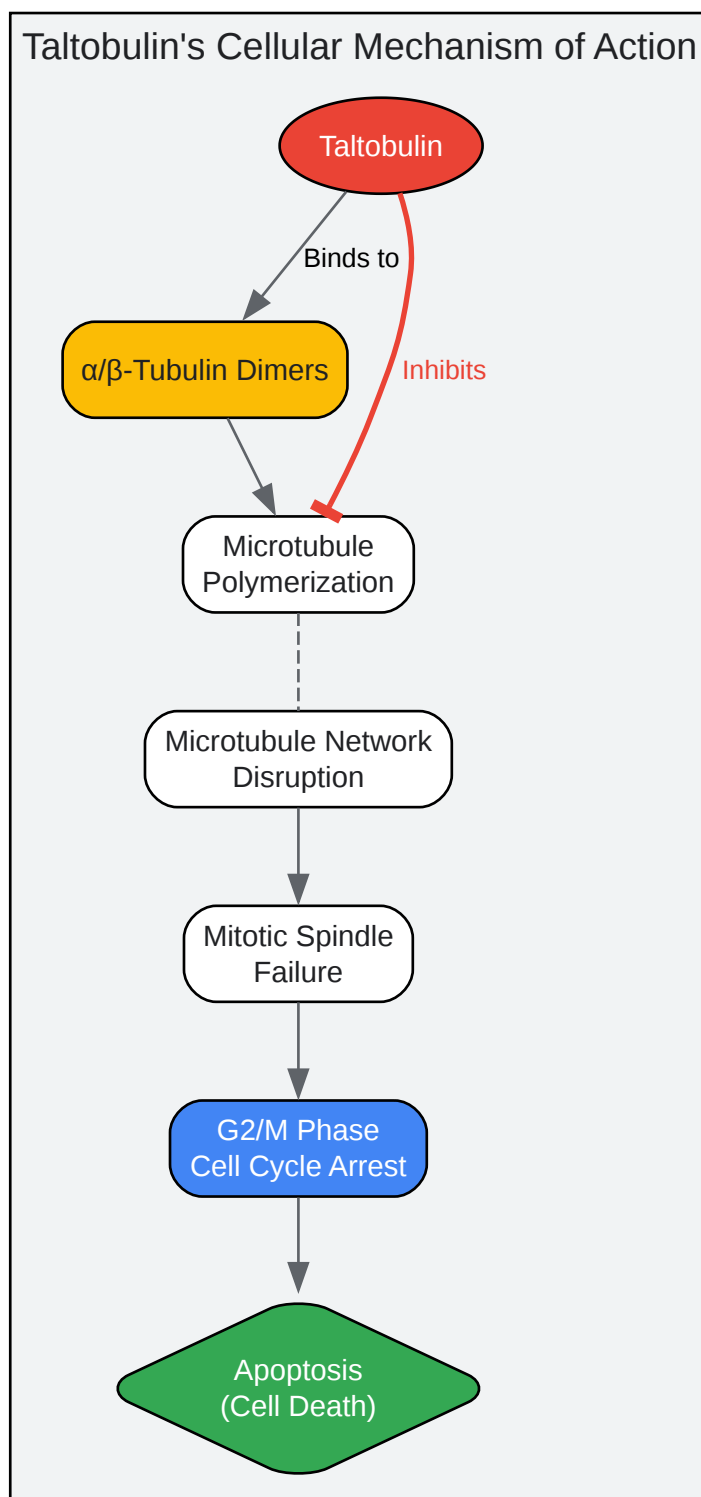 Taltobulin's Cellular Mechanism of Action
Taltobulin
Binds to
α/β-Tubulin Dimers
Inhibits
Microtubule
Polymerization
Microtubule Network
Disruption
Mitotic Spindle
Failure
G2/M Phase
Cell Cycle Arrest
Apoptosis
(Cell Death)